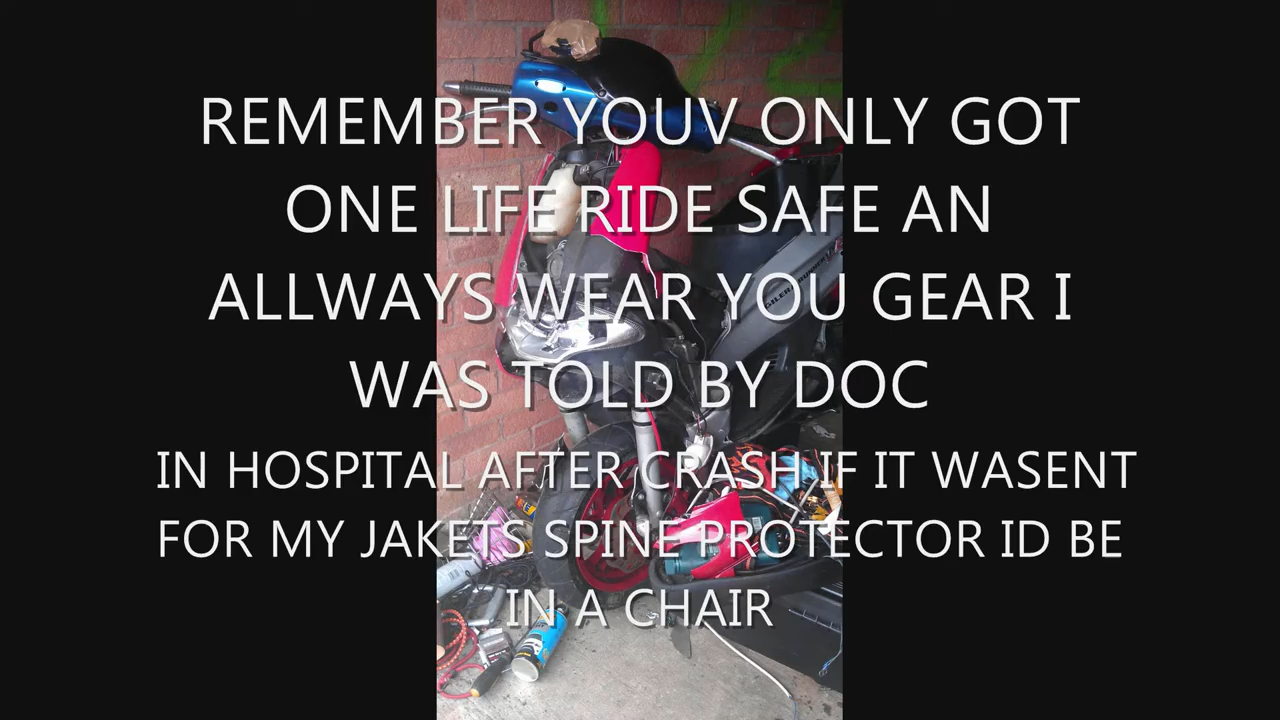 REMEMBER YOUV ONLY GOT
ONE LIFE RIDE SAFE AN
ALLWAYS WEAR YOU GEAR I
WAS TOLD BY DOC
IN HOSPITAL AFTER CRASH IF IT WASENT
FOR MY JAKETS SPINE PROTECTOR ID BE
IN A CHAIR